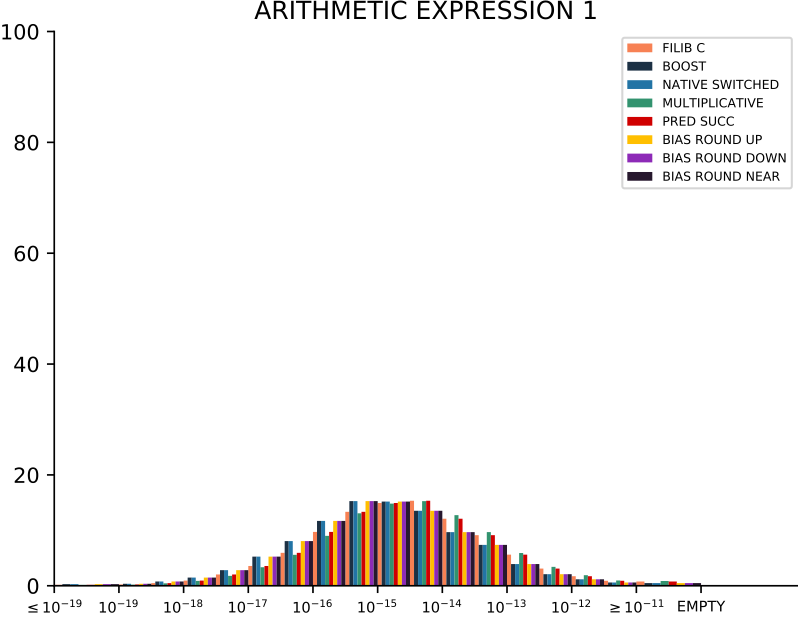 ARITHMETIC EXPRESSION 1
100
80
60
40
20
0
FILIB C
BOOST
NATIVE SWITCHED
MULTIPLICATIVE
PRED SUCC
BIAS ROUND UP
BIAS ROUND DOWN
BIAS ROUND NEAR
≤ 10⁻¹⁹ 10⁻¹⁹ 10⁻¹⁸ 10⁻¹⁷ 10⁻¹⁶ 10⁻¹⁵ 10⁻¹⁴ 10⁻¹³ 10⁻¹² ≥ 10⁻¹¹ EMPTY